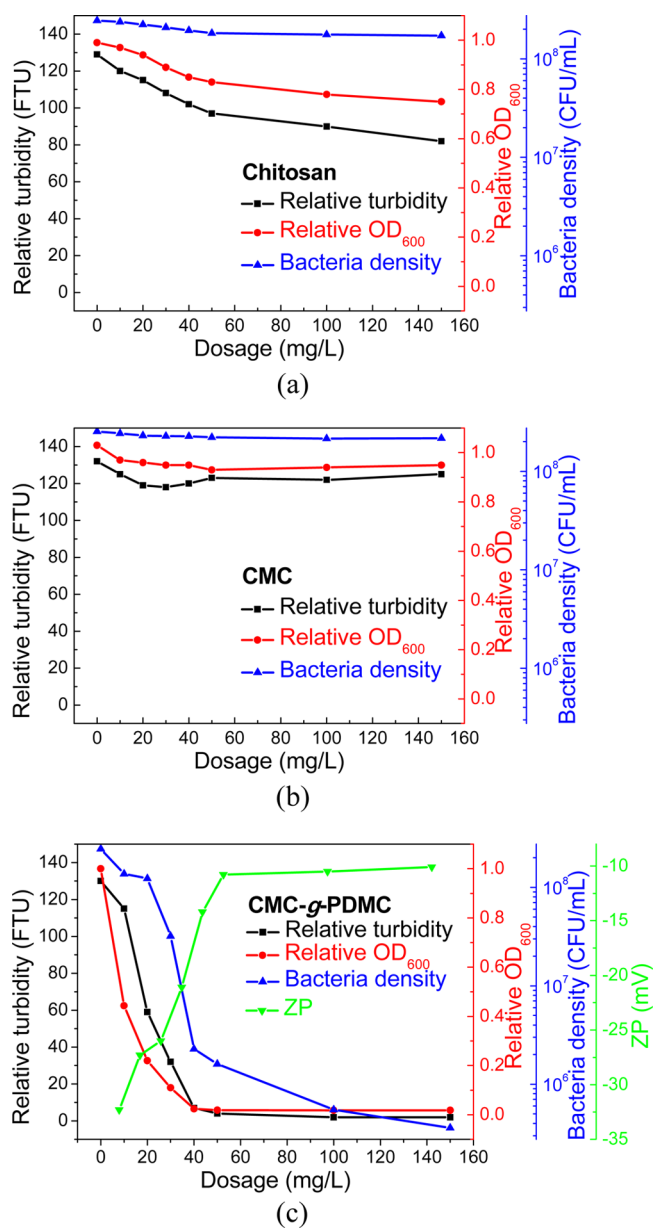 Relative turbidity (FTU)
140
120
100
80
60
40
20
0
Chitosan
Relative turbidity
Relative OD600
Bacteria density
0 20 40 60 80 100 120 140 160
Dosage (mg/L)
1.0
0.8
0.6
0.4
0.2
0.0
Relative OD600
10^8
10^7
10^6
Bacteria density (CFU/mL)
(a)
Relative turbidity (FTU)
140
120
100
80
60
40
20
0
CMC
Relative turbidity
Relative OD600
Bacteria density
0 20 40 60 80 100 120 140 160
Dosage (mg/L)
1.0
0.8
0.6
0.4
0.2
0.0
Relative OD600
10^8
10^7
10^6
Bacteria density (CFU/mL)
(b)
Relative turbidity (FTU)
140
120
100
80
60
40
20
0
CMC-g-PDMC
Relative turbidity
Relative OD600
Bacteria density
ZP
0 20 40 60 80 100 120 140 160
Dosage (mg/L)
1.0
0.8
0.6
0.4
0.2
0.0
Relative OD600
10^8
10^7
10^6
Bacteria density (CFU/mL)
-10
-15
-20
-25
-30
-35
ZP (mV)
(c)